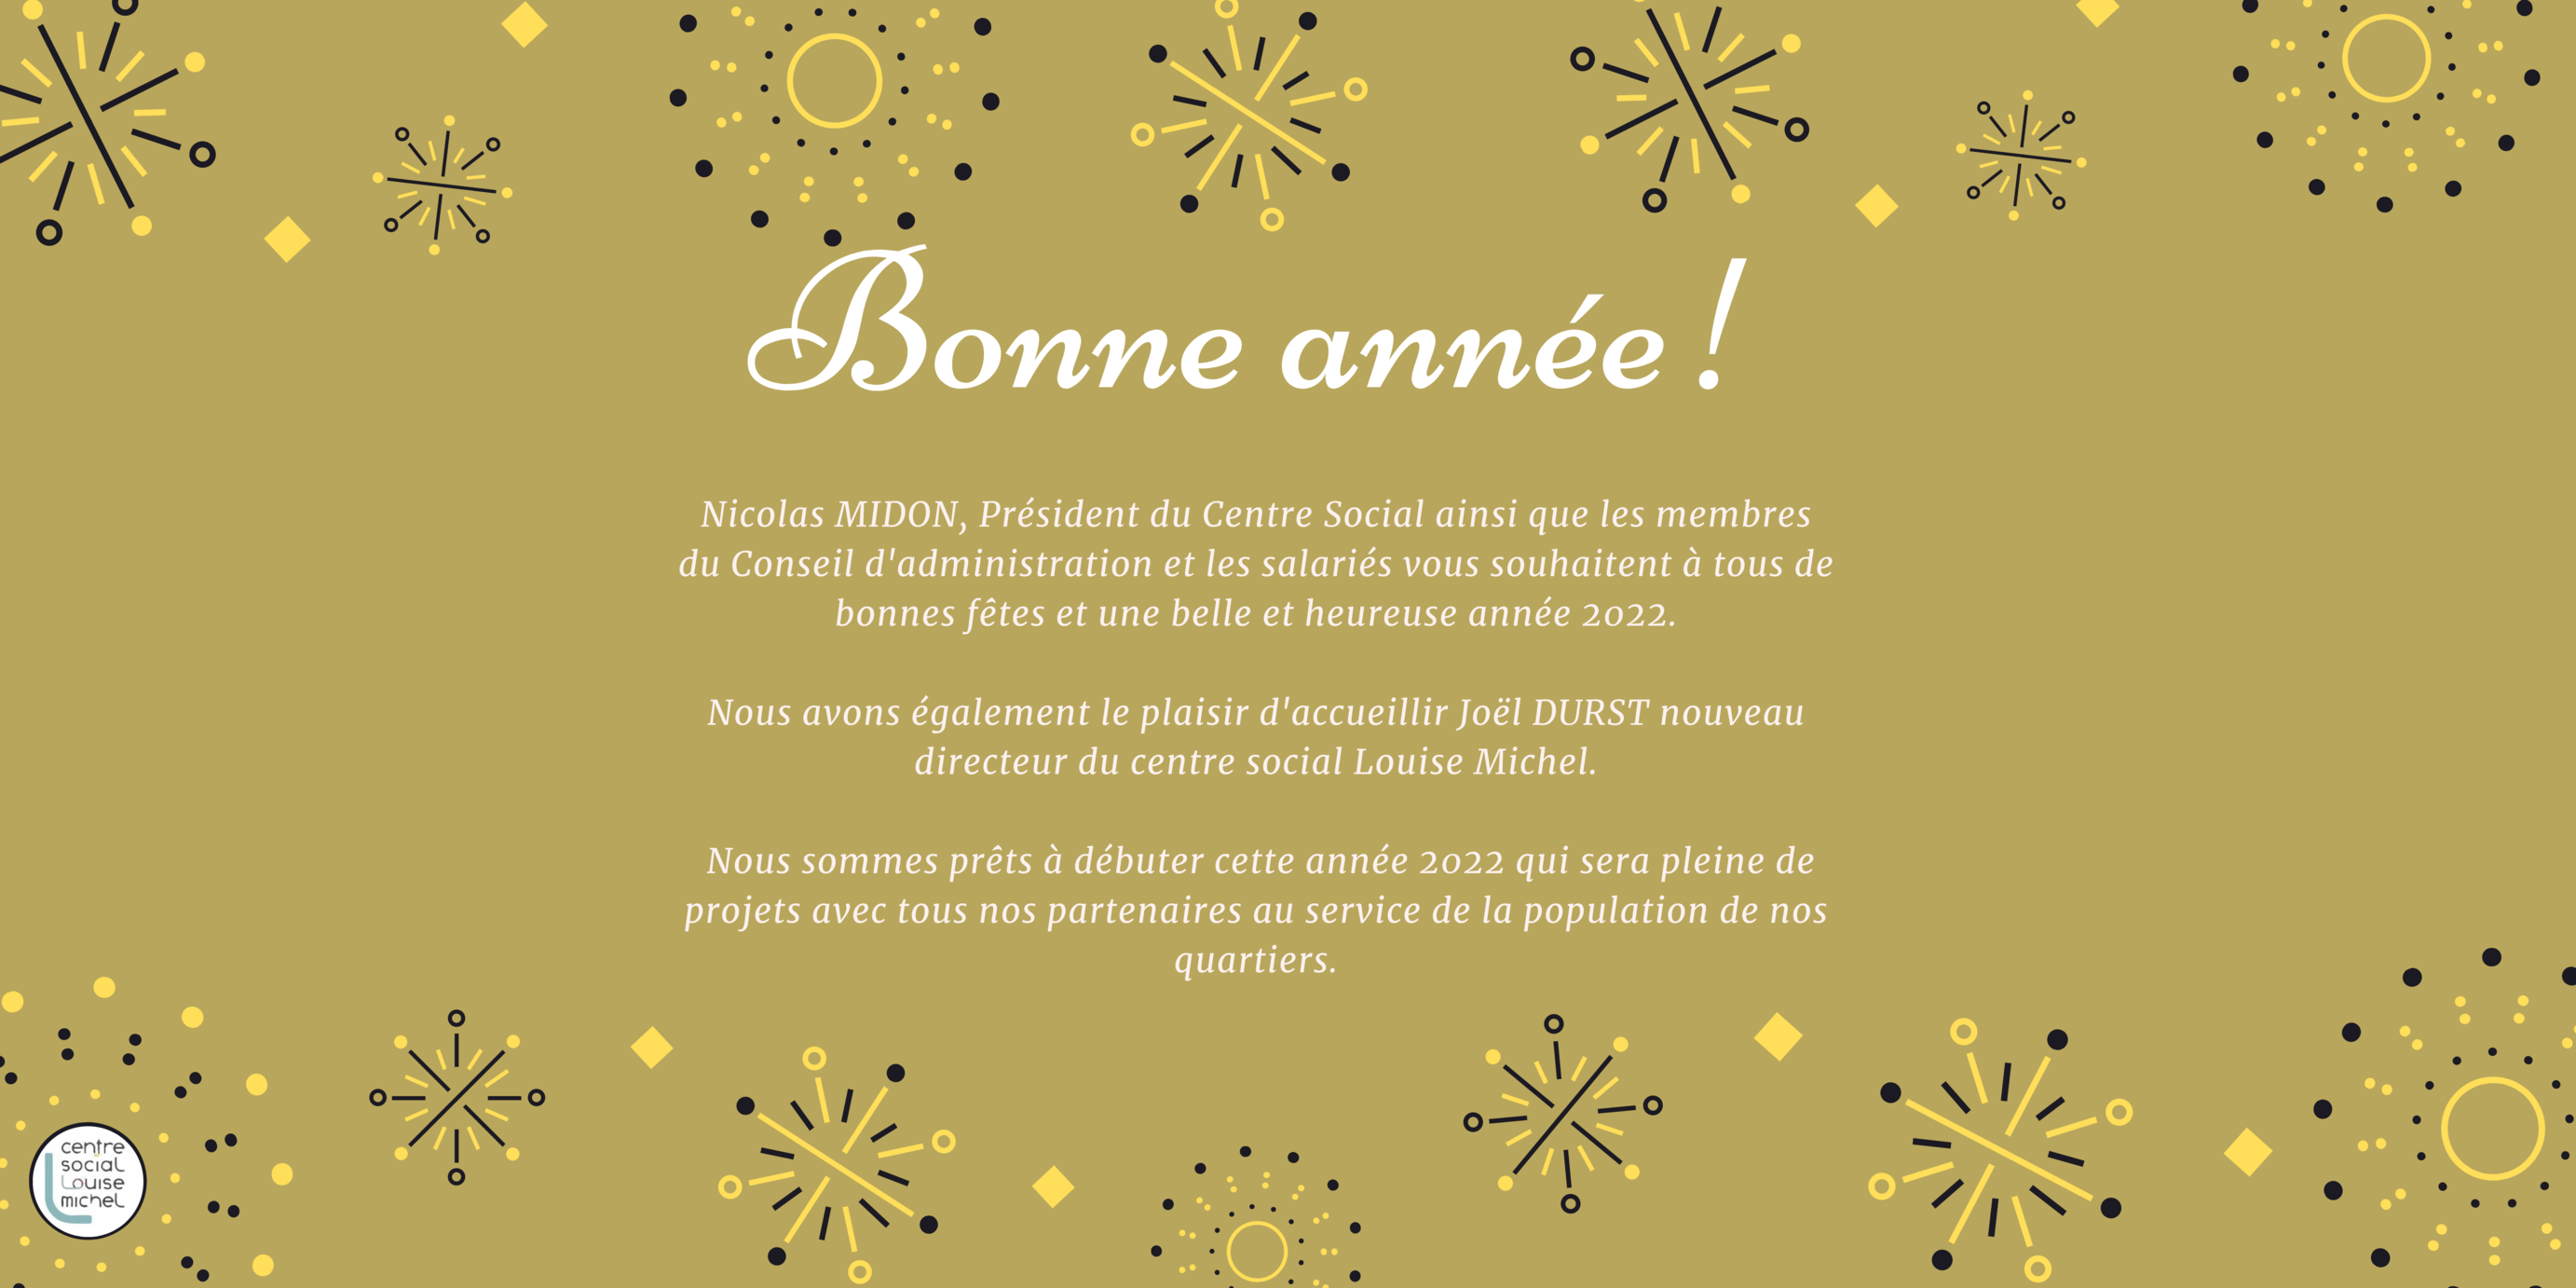 Bonne année !
Nicolas MIDON, Président du Centre Social ainsi que les membres
du Conseil d'administration et les salariés vous souhaitent à tous de
bonnes fêtes et une belle et heureuse année 2022.
Nous avons également le plaisir d'accueillir Joël DURST nouveau
directeur du centre social Louise Michel.
Nous sommes prêts à débuter cette année 2022 qui sera pleine de
projets avec tous nos partenaires au service de la population de nos
quartiers.
centre
social
Louise
michel